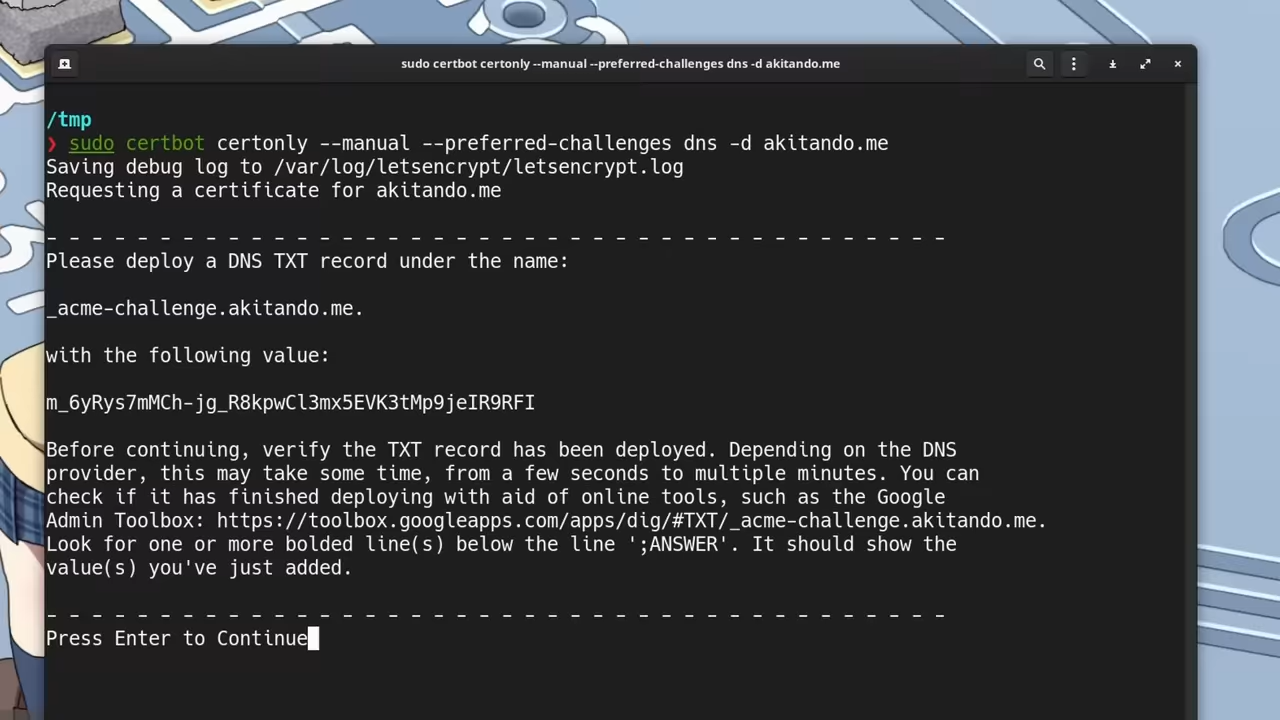 sudo certbot certonly --manual --preferred-challenges dns -d akitando.me
/tmp
❯ sudo certbot certonly --manual --preferred-challenges dns -d akitando.me
Saving debug log to /var/log/letsencrypt/letsencrypt.log
Requesting a certificate for akitando.me
- - - - - - - - - - - - - - - - - - - - - - - - - - - - - - - - - - - - - - - -
Please deploy a DNS TXT record under the name:
_acme-challenge.akitando.me.
with the following value:
m_6yRys7mMCh-jg_R8kpwCl3mx5EVK3tMp9jeIR9RFI
Before continuing, verify the TXT record has been deployed. Depending on the DNS
provider, this may take some time, from a few seconds to multiple minutes. You can
check if it has finished deploying with aid of online tools, such as the Google
Admin Toolbox: https://toolbox.googleapps.com/apps/dig/#TXT/_acme-challenge.akitando.me.
Look for one or more bolded line(s) below the line ';ANSWER'. It should show the
value(s) you've just added.
- - - - - - - - - - - - - - - - - - - - - - - - - - - - - - - - - - - - - - - -
Press Enter to Continue